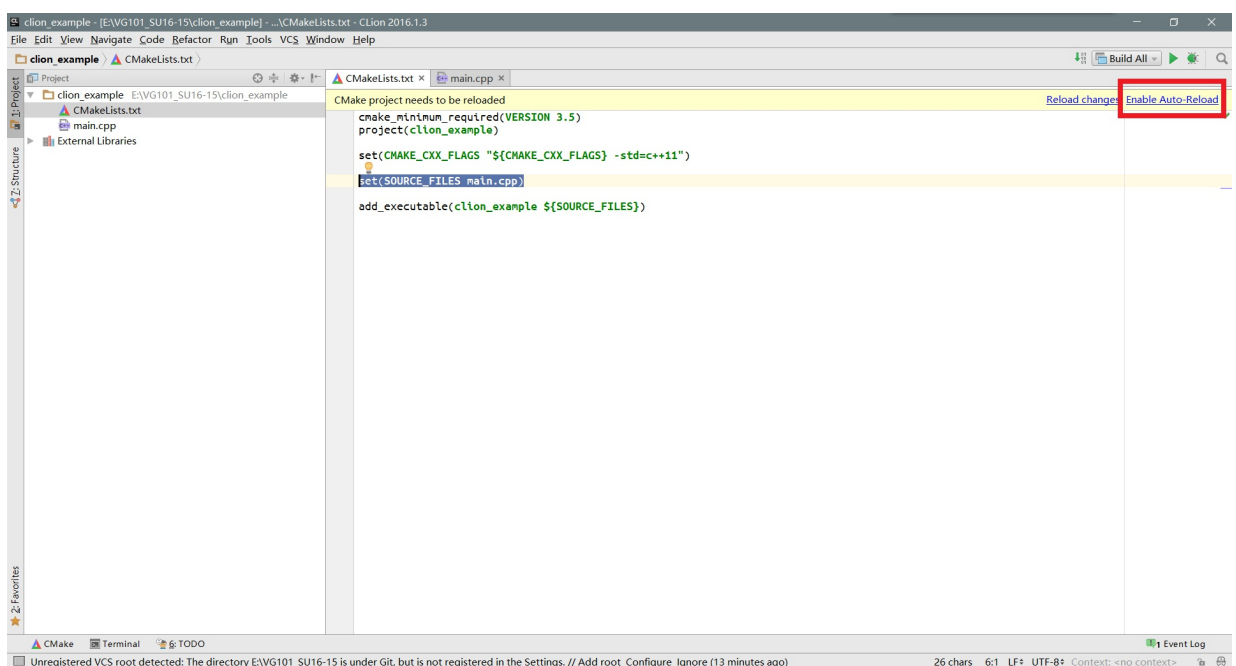 clion_example - [E:\VG101_SU16-15\clion_example] - ...\CMakeLists.txt - CLion 2016.1.3
File Edit View Navigate Code Refactor Run Tools VCS Window Help
clion_example CMakeLists.txt
Build All
1: Project
Project
CMakeLists.txt
main.cpp
clion_example E:\VG101_SU16-15\clion_example
CMakeLists.txt
main.cpp
External Libraries
Z: Structure
CMake project needs to be reloaded
Reload changes Enable Auto-Reload
cmake_minimum_required(VERSION 3.5)
project(clion_example)
set(CMAKE_CXX_FLAGS "${CMAKE_CXX_FLAGS} -std=c++11")
set(SOURCE_FILES main.cpp)
add_executable(clion_example ${SOURCE_FILES})
2: Favorites
CMake Terminal 6: TODO
1 Event Log
Unregistered VCS root detected: The directory E:\VG101_SU16-15 is under Git, but is not registered in the Settings. // Add root Configure Ignore (13 minutes ago)
26 chars 6:1 LF UTF-8 Context: <no context>